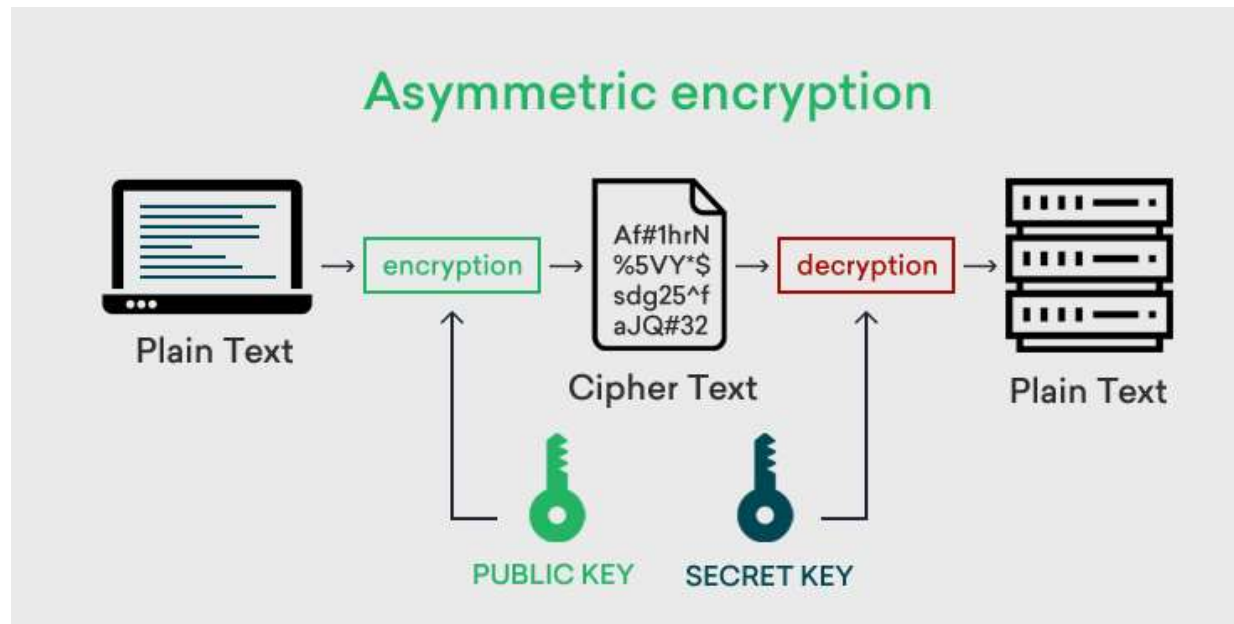 Asymmetric encryption
Plain Text
encryption
Af#1hrN
%5VY*$
sdg25^f
aJQ#32
Cipher Text
decryption
Plain Text
PUBLIC KEY
SECRET KEY